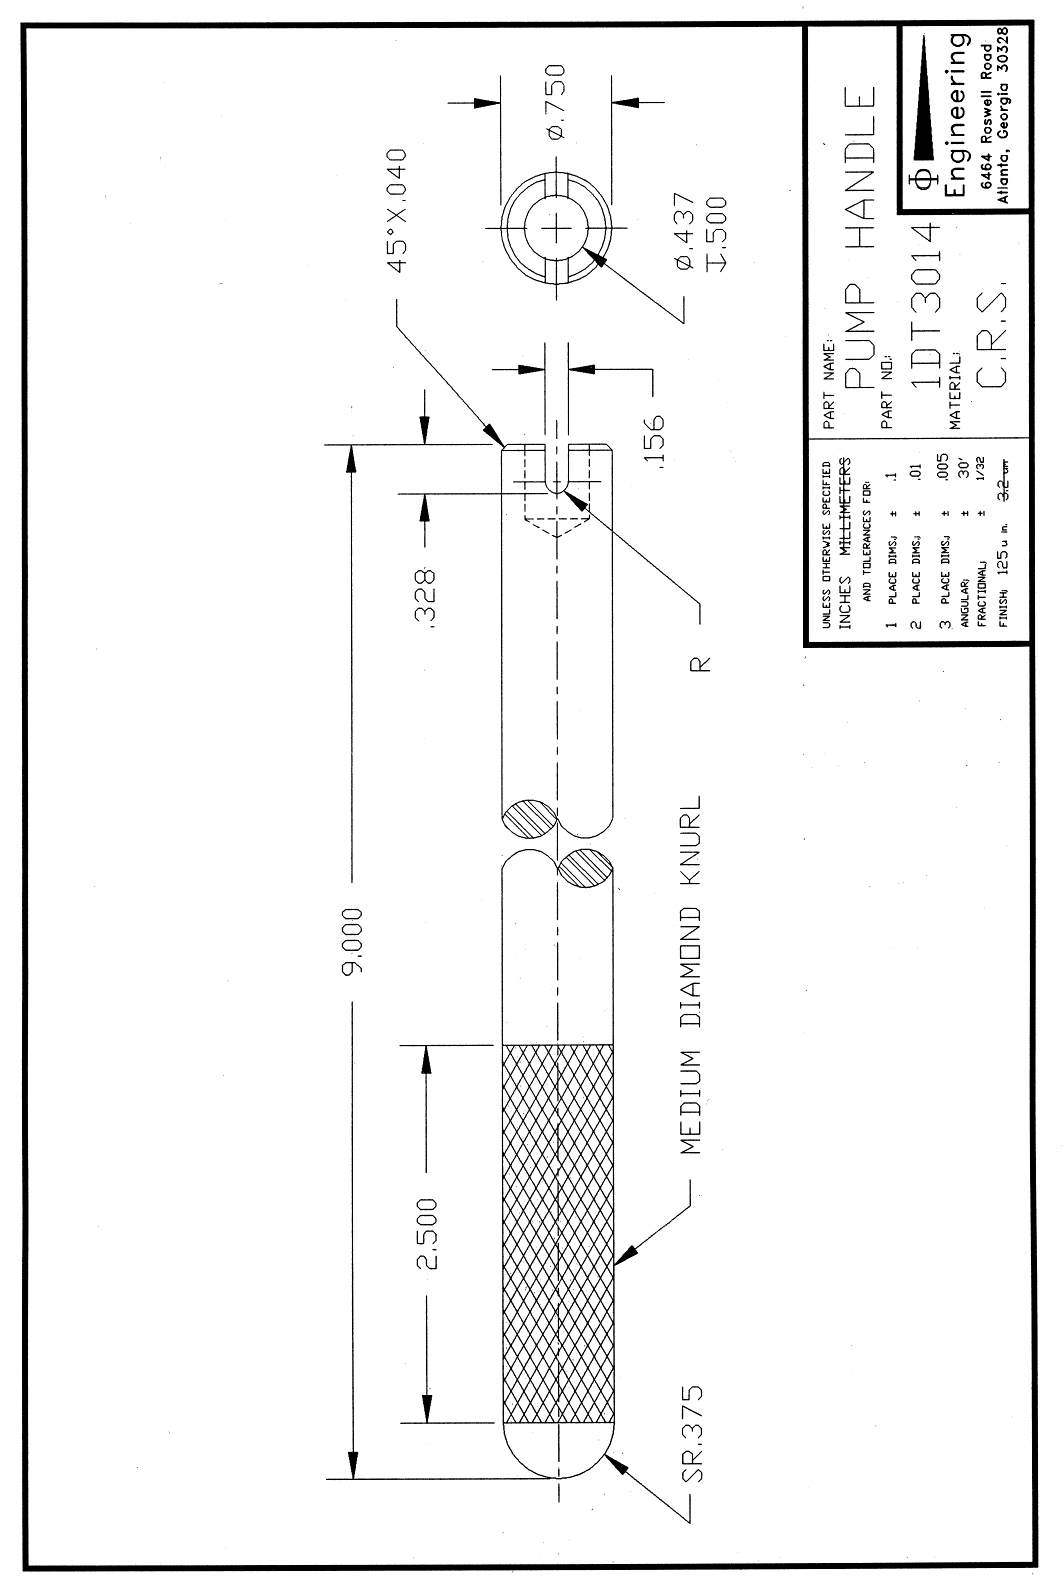 9.000
2.500
.328
45°X.040
Ø.750
Ø.437
↧.500
.156
R
MEDIUM DIAMOND KNURL
SR.375
UNLESS OTHERWISE SPECIFIED
INCHES MILLIMETERS
AND TOLERANCES FOR:
1 PLACE DIMS; ± .1
2 PLACE DIMS; ± .01
3 PLACE DIMS; ± .005
ANGULAR; ± 30'
FRACTIONAL; ± 1/32
FINISH; 125 u in. 3.2 um
PART NAME;
PUMP HANDLE
PART NO.;
1DT3014
MATERIAL;
C.R.S.
Φ
Engineering
6464 Roswell Road
Atlanta, Georgia 30328